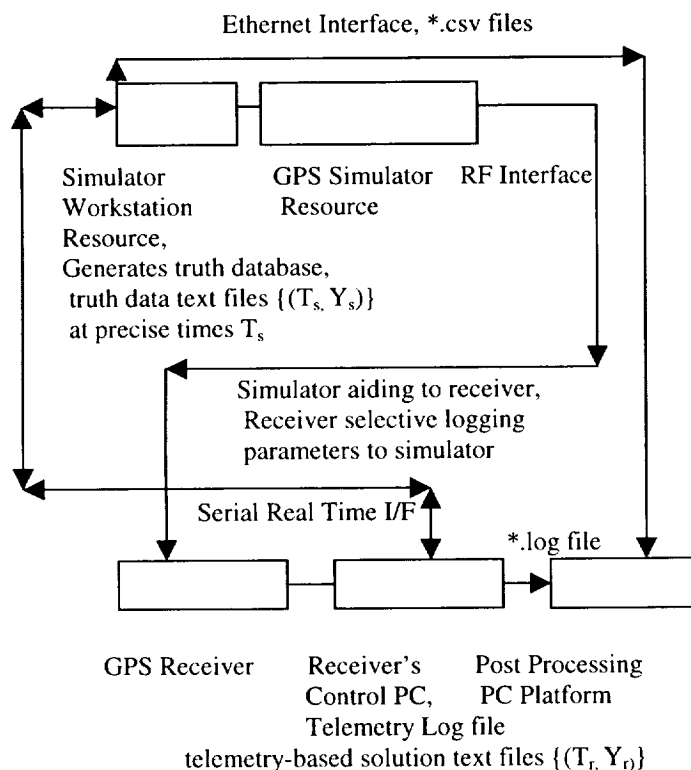 Ethernet Interface, *.csv files
Simulator
Workstation
Resource,
Generates truth database,
truth data text files {(Ts, Ys)}
at precise times Ts
GPS Simulator
Resource
RF Interface
Simulator aiding to receiver,
Receiver selective logging
parameters to simulator
Serial Real Time I/F
*.log file
GPS Receiver
Receiver's
Control PC,
Telemetry Log file
telemetry-based solution text files {(Tr, Yr)}
Post Processing
PC Platform